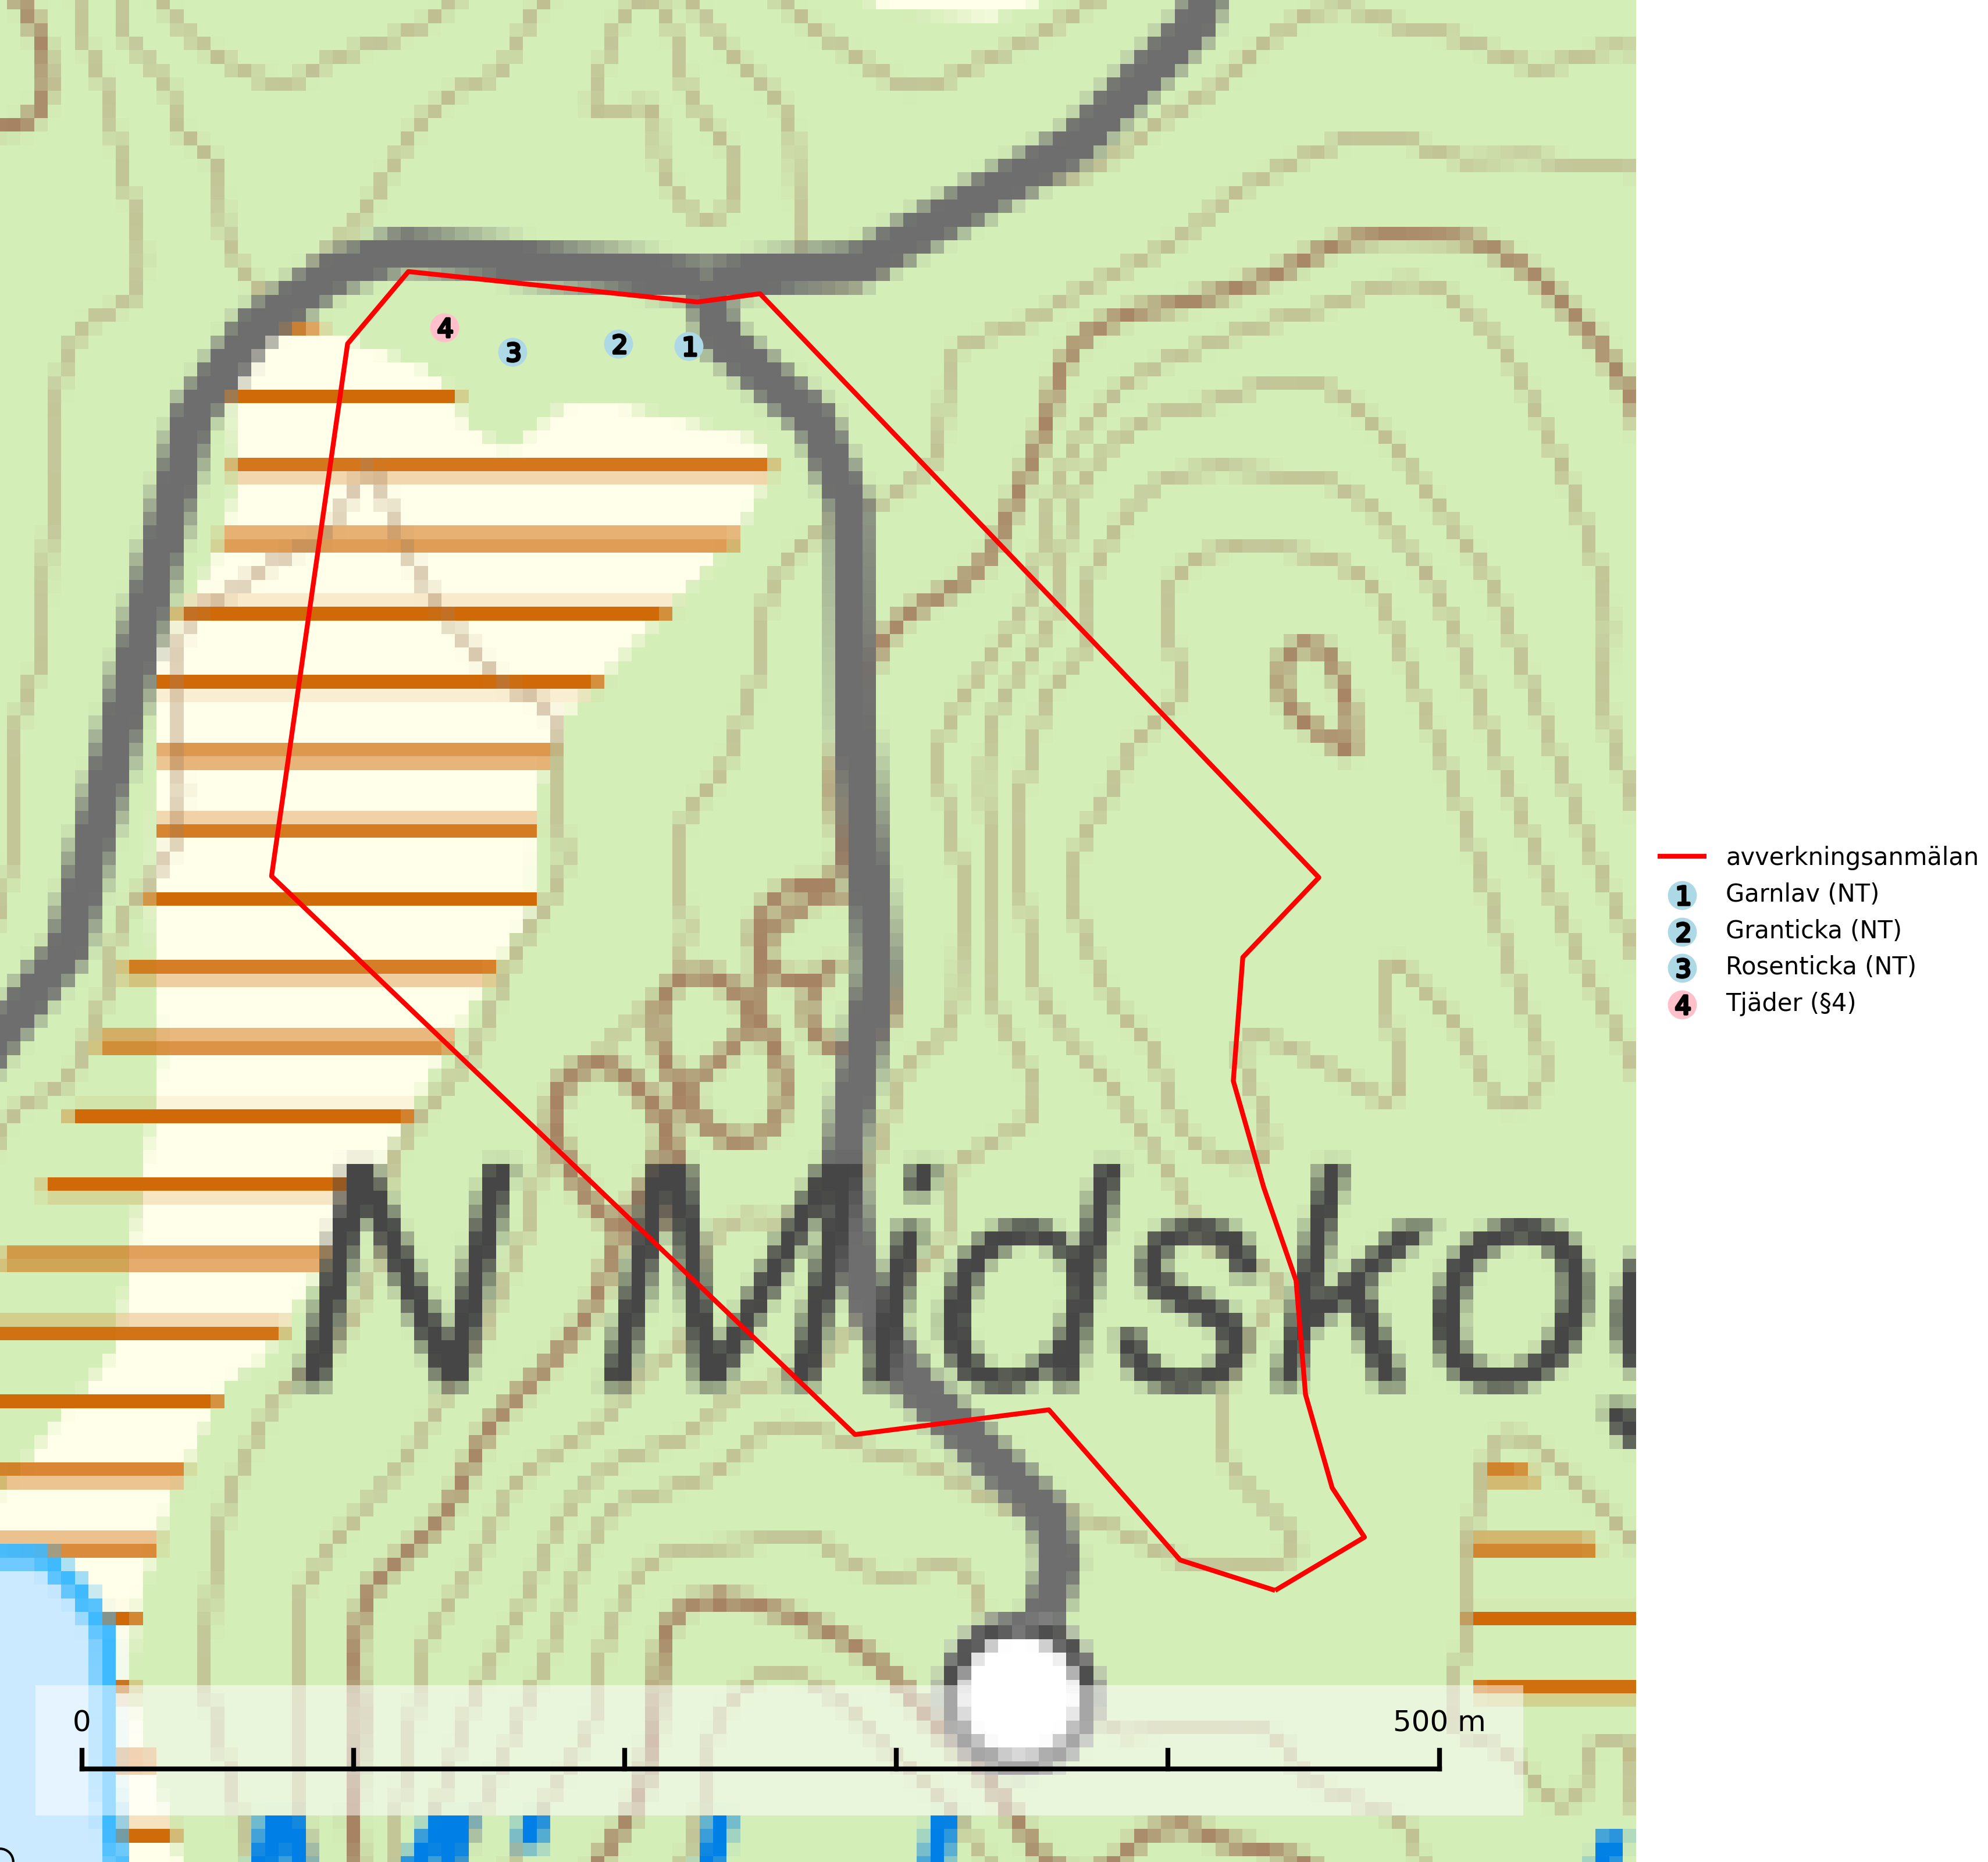 4
3
2
1
N Midsko
0
500 m
avverkningsanmälan
1 Garnlav (NT)
2 Granticka (NT)
3 Rosenticka (NT)
4 Tjäder (§4)